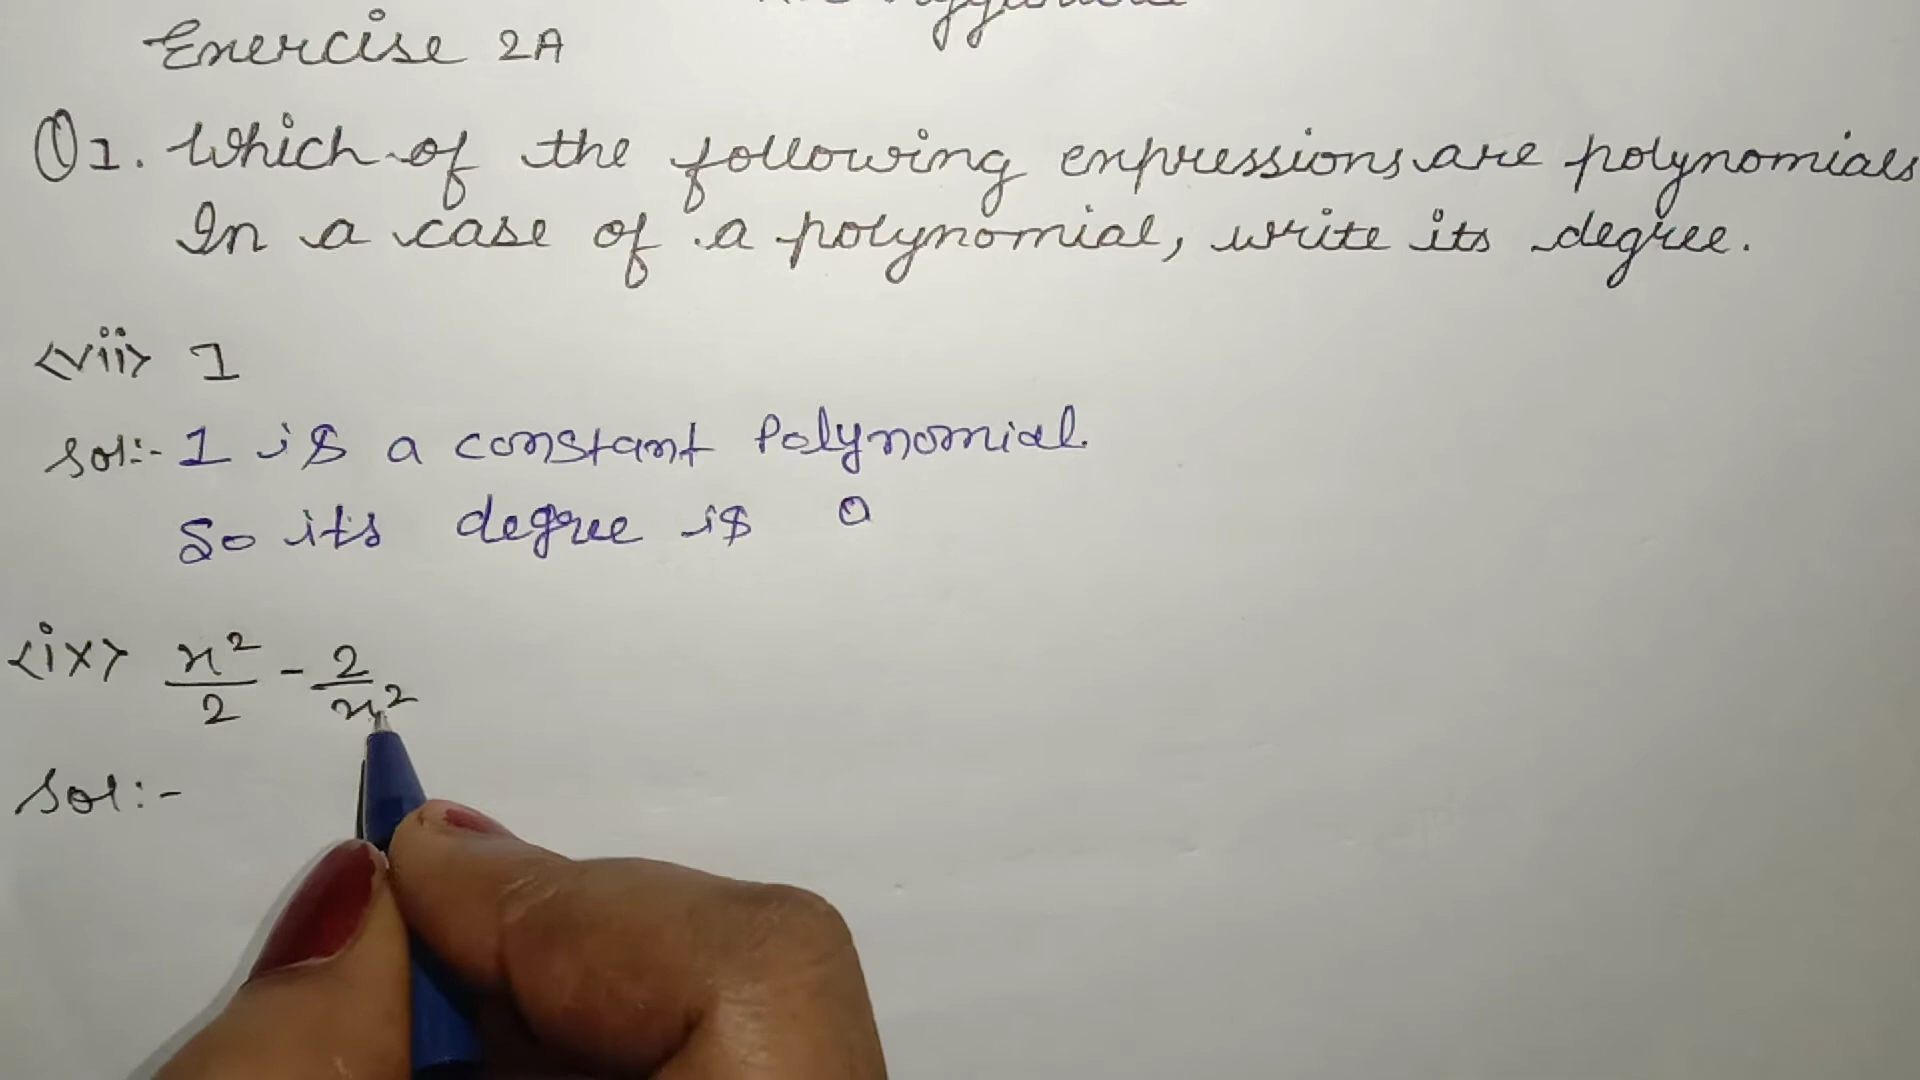 Exercise 2A
Q1. Which of the following expressions are polynomials
In a case of a polynomial, write its degree.
<vii> 1
Sol:- 1 is a constant Polynomial.
So its degree is 0
<ix> x²/2 - 2/x²
Sol:-